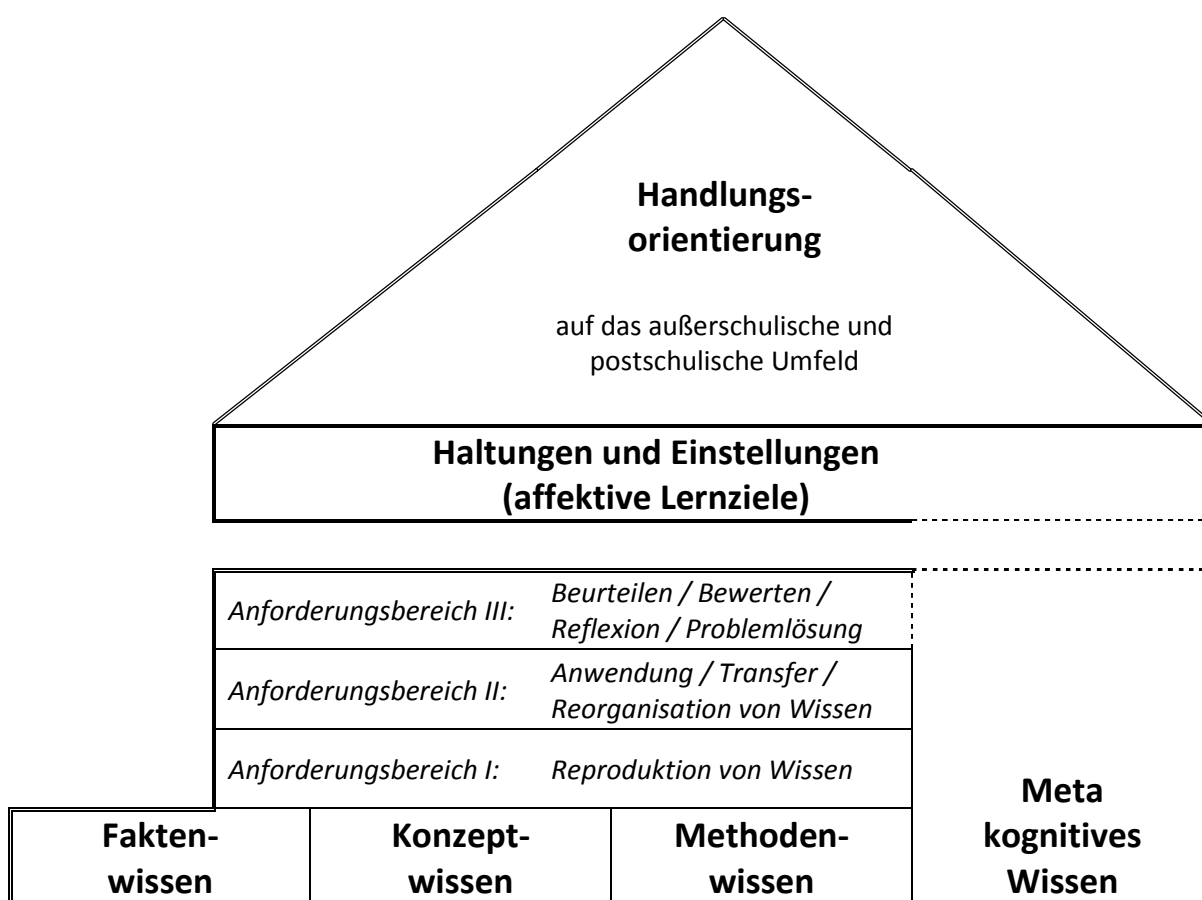 Handlungs-
orientierung
auf das außerschulische und
postschulische Umfeld
Haltungen und Einstellungen
(affektive Lernziele)
Anforderungsbereich III:
Beurteilen / Bewerten /
Reflexion / Problemlösung
Anforderungsbereich II:
Anwendung / Transfer /
Reorganisation von Wissen
Anforderungsbereich I:
Reproduktion von Wissen
Fakten-
wissen
Konzept-
wissen
Methoden-
wissen
Meta
kognitives
Wissen